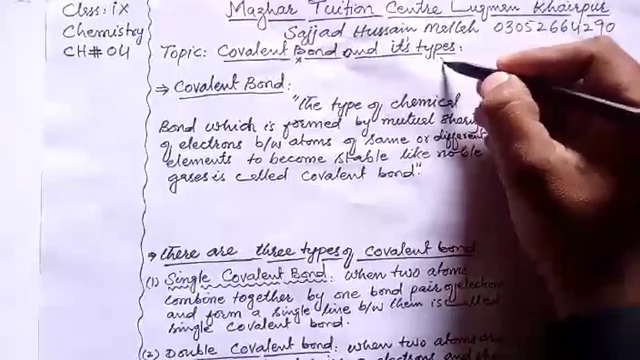 Class: IX
Mazhar Tuition Centre Luqman Khairpur
Chemistry
Sajjad Hussain Melleh 03052664290
CH# 04
Topic: Covalent Bond and its types:
⇒ Covalent Bond:
"The type of chemical
Bond which is formed by mutual
of electrons b/w atoms of same or different
elements to become stable like noble
gases is called covalent bond".
⇒ There are three types of Covalent bond
(1) Single Covalent Bond: when two atoms
combine together by one bond pair of
and form a single line b/w them is called
single covalent bond.
(2) Double Covalent bond: when two atoms are